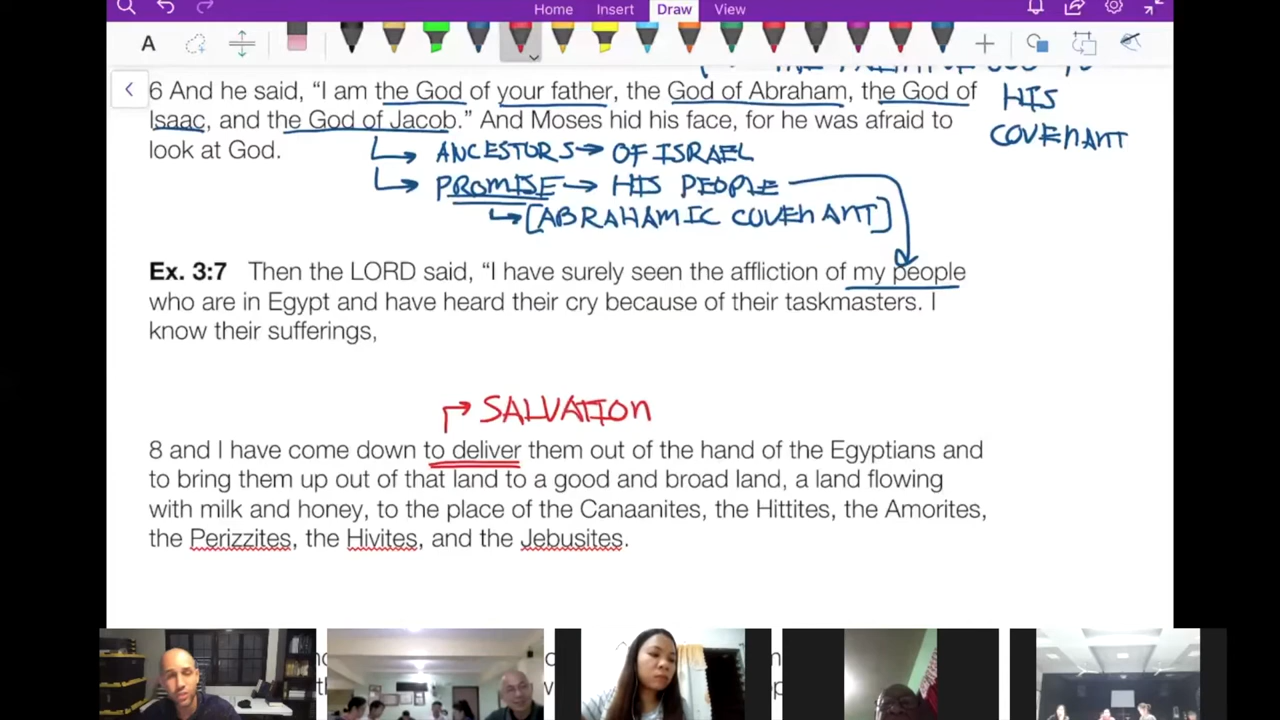 Home Insert Draw View
A
6 And he said, “I am the God of your father, the God of Abraham, the God of
HIS
Isaac, and the God of Jacob.” And Moses hid his face, for he was afraid to
COVENANT
look at God.
ANCESTORS → OF ISRAEL
PROMISE → HIS PEOPLE
[ABRAHAMIC COVENANT]
Ex. 3:7 Then the LORD said, “I have surely seen the affliction of my people
who are in Egypt and have heard their cry because of their taskmasters. I
know their sufferings,
SALVATION
8 and I have come down to deliver them out of the hand of the Egyptians and
to bring them up out of that land to a good and broad land, a land flowing
with milk and honey, to the place of the Canaanites, the Hittites, the Amorites,
the Perizzites, the Hivites, and the Jebusites.